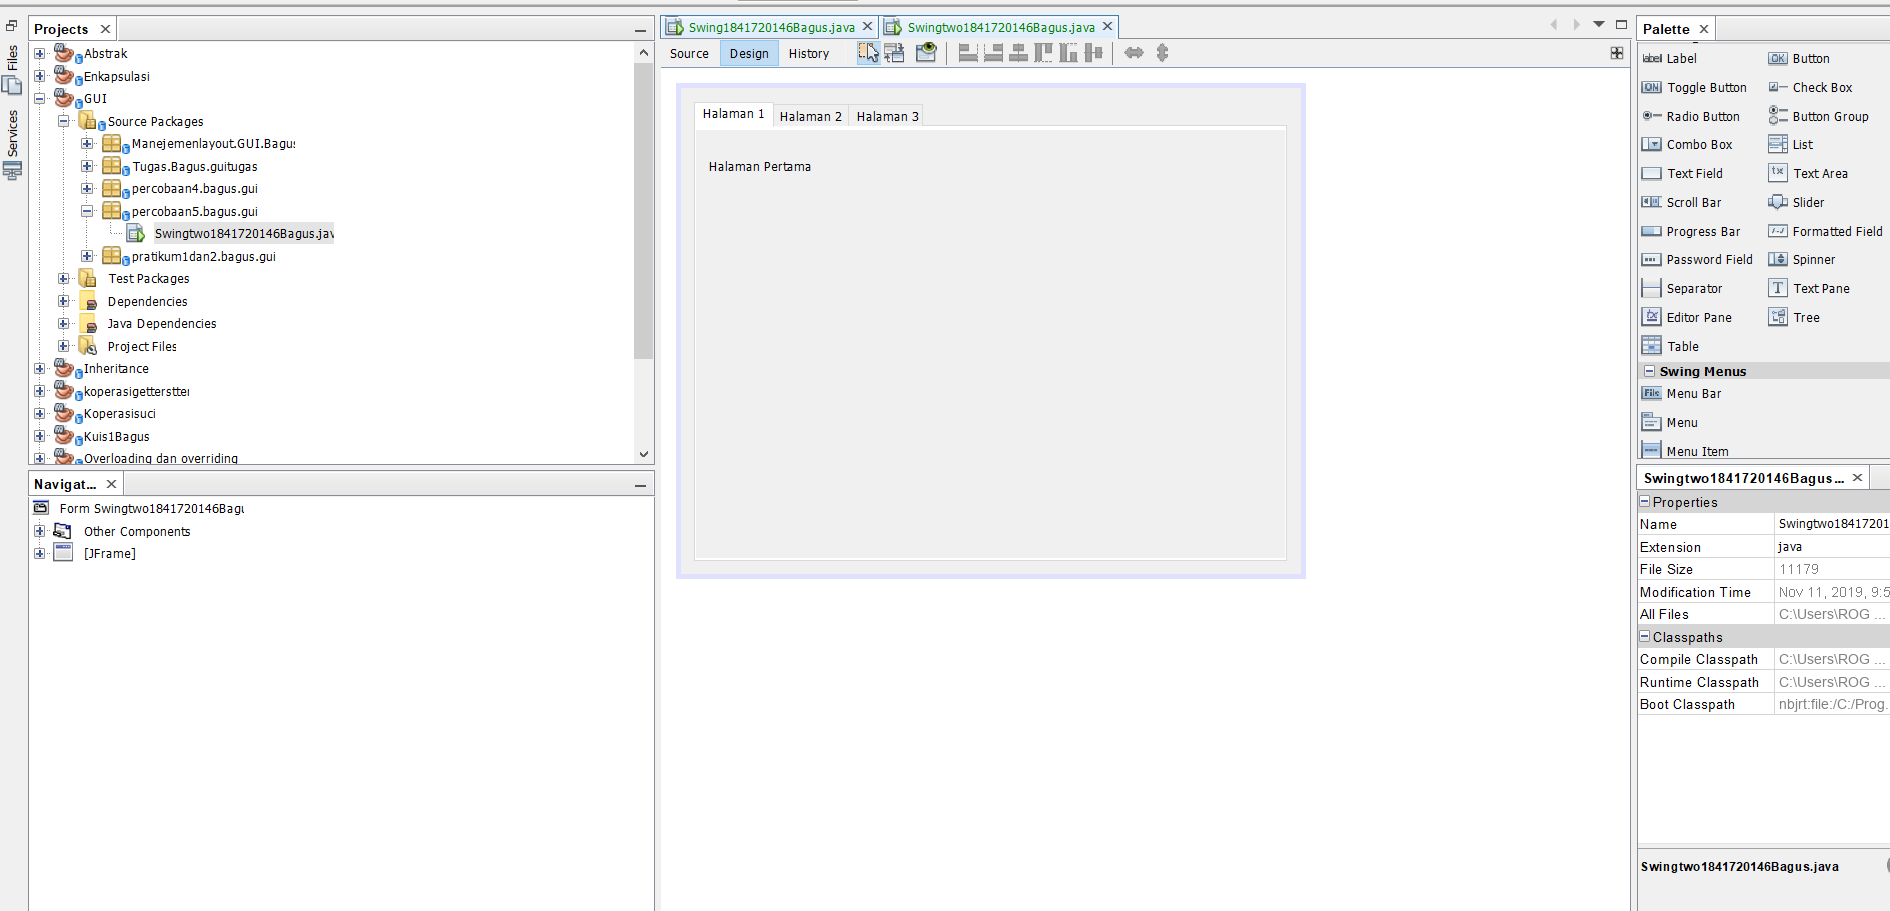 Files
Services
Projects
Abstrak
Enkapsulasi
GUI
Source Packages
Manejemenlayout.GUI.Bagus
Tugas.Bagus.guitugas
percobaan4.bagus.gui
percobaan5.bagus.gui
Swingtwo1841720146Bagus.jav
pratikum1dan2.bagus.gui
Test Packages
Dependencies
Java Dependencies
Project Files
Inheritance
koperasigetterstter
Koperasisuci
Kuis1Bagus
Overloading dan overriding
Navigat...
Form Swingtwo1841720146Bagu
Other Components
[JFrame]
Swing1841720146Bagus.java
Swingtwo1841720146Bagus.java
Source Design History
Halaman 1 Halaman 2 Halaman 3
Halaman Pertama
Palette
Label Button
Toggle Button Check Box
Radio Button Button Group
Combo Box List
Text Field Text Area
Scroll Bar Slider
Progress Bar Formatted Field
Password Field Spinner
Separator Text Pane
Editor Pane Tree
Table
Swing Menus
Menu Bar
Menu
Menu Item
Swingtwo1841720146Bagus...
Properties
Name Swingtwo18417201
Extension java
File Size 11179
Modification Time Nov 11, 2019, 9:5
All Files C:\Users\ROG ...
Classpaths
Compile Classpath C:\Users\ROG ...
Runtime Classpath C:\Users\ROG ...
Boot Classpath nbjrt:file:/C:/Prog.
Swingtwo1841720146Bagus.java